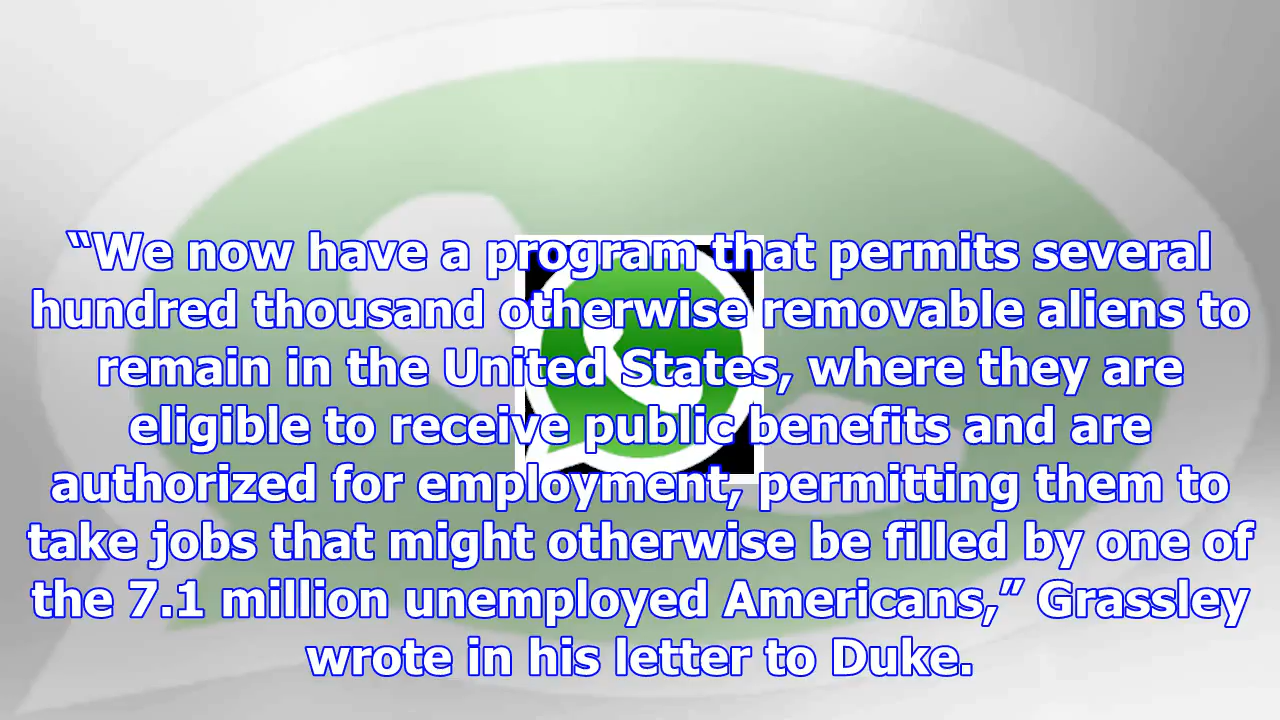 “We now have a program that permits several
hundred thousand otherwise removable aliens to
remain in the United States, where they are
eligible to receive public benefits and are
authorized for employment, permitting them to
take jobs that might otherwise be filled by one of
the 7.1 million unemployed Americans,” Grassley
wrote in his letter to Duke.